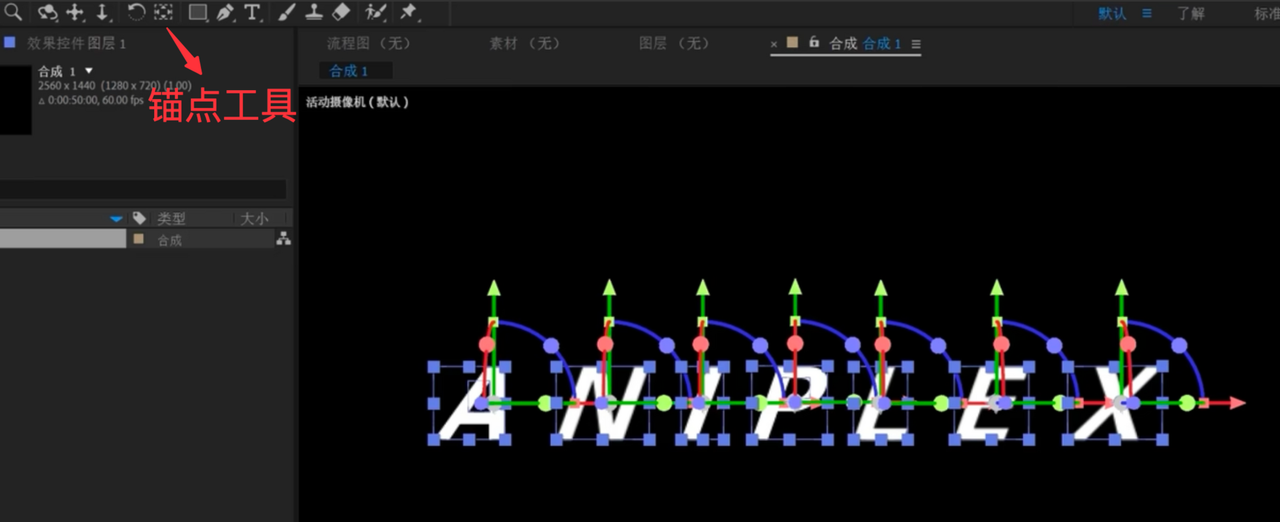 T
默认
了解
标准
效果控件图层 1
流程图 （无）
素材 （无）
图层 （无）
× 合成 合成 1
合成 1
合成 1
2560 x 1440 (1280 x 720) (1.00)
△ 0:00:50:00, 60.00 fps
锚点工具
活动摄像机 ( 默认 )
类型
大小
合成
ANIPLEX